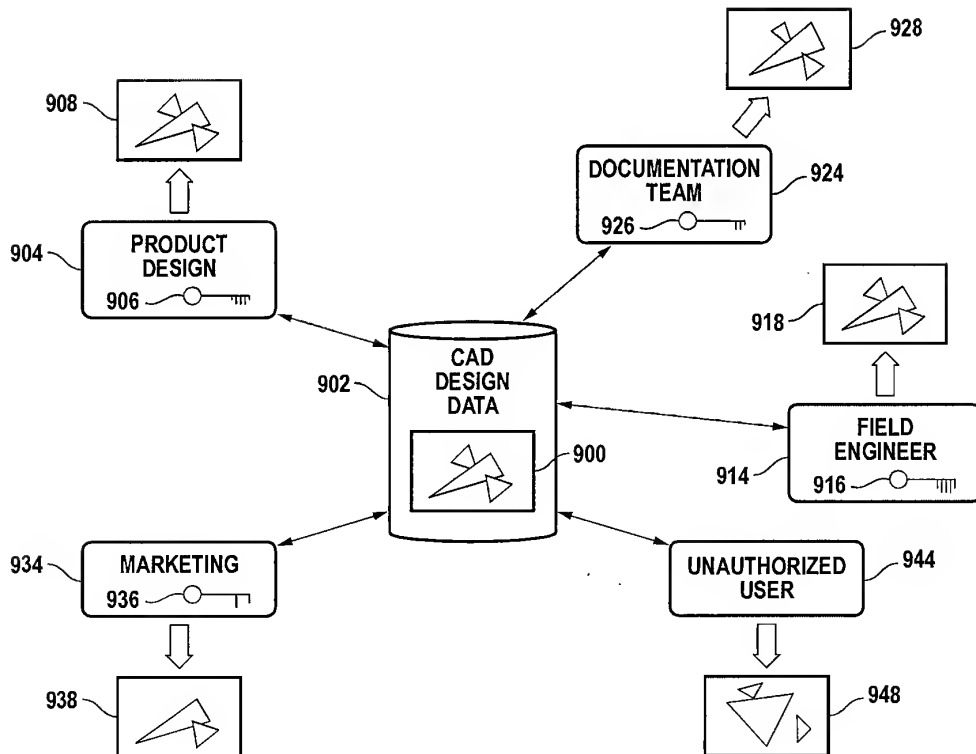 928
908
DOCUMENTATION
TEAM
924
926
904
PRODUCT
DESIGN
906
918
902
CAD
DESIGN
DATA
900
FIELD
ENGINEER
914
916
934
MARKETING
936
UNAUTHORIZED
USER
944
938
948